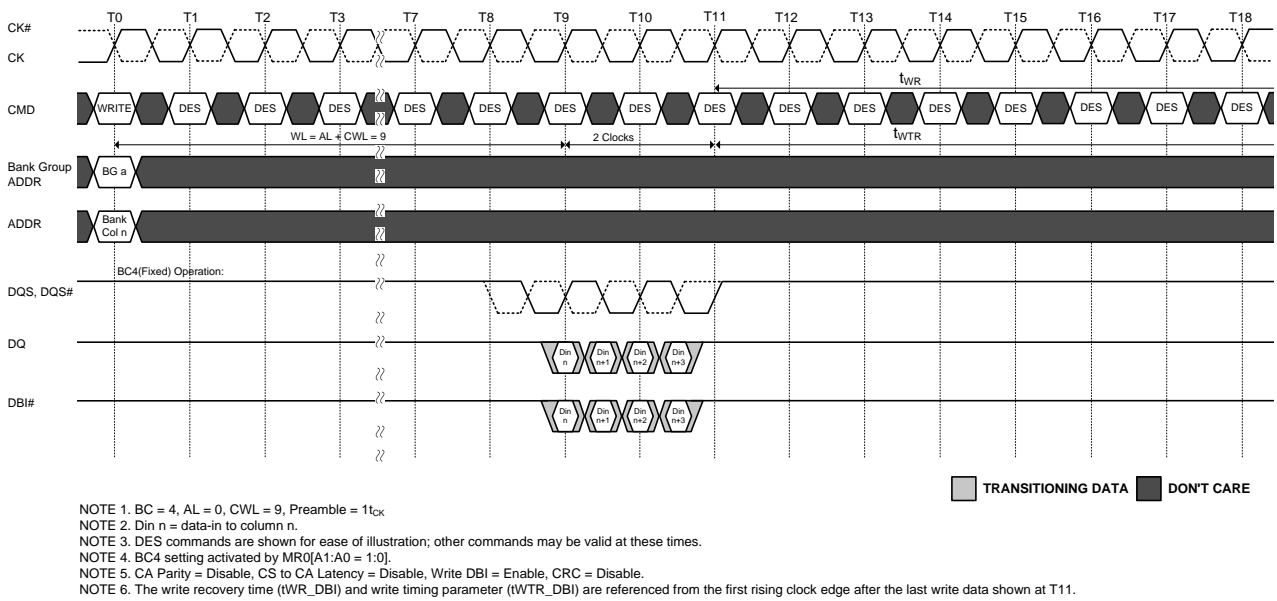 T0 T1 T2 T3 T7 T8 T9 T10 T11 T12 T13 T14 T15 T16 T17 T18
CK#
CK
tWR
CMD WRITE DES DES DES DES DES DES DES DES DES DES DES DES DES DES DES
WL = AL + CWL = 9 2 Clocks tWTR
Bank Group
ADDR
BG a
ADDR
Bank
Col n
BC4(Fixed) Operation:
DQS, DQS#
DQ
Din
n
Din
n+1
Din
n+2
Din
n+3
DBI#
Din
n
Din
n+1
Din
n+2
Din
n+3
TRANSITIONING DATA DON'T CARE
NOTE 1. BC = 4, AL = 0, CWL = 9, Preamble = 1tCK
NOTE 2. Din n = data-in to column n.
NOTE 3. DES commands are shown for ease of illustration; other commands may be valid at these times.
NOTE 4. BC4 setting activated by MR0[A1:A0 = 1:0].
NOTE 5. CA Parity = Disable, CS to CA Latency = Disable, Write DBI = Enable, CRC = Disable.
NOTE 6. The write recovery time (tWR_DBI) and write timing parameter (tWTR_DBI) are referenced from the first rising clock edge after the last write data shown at T11.